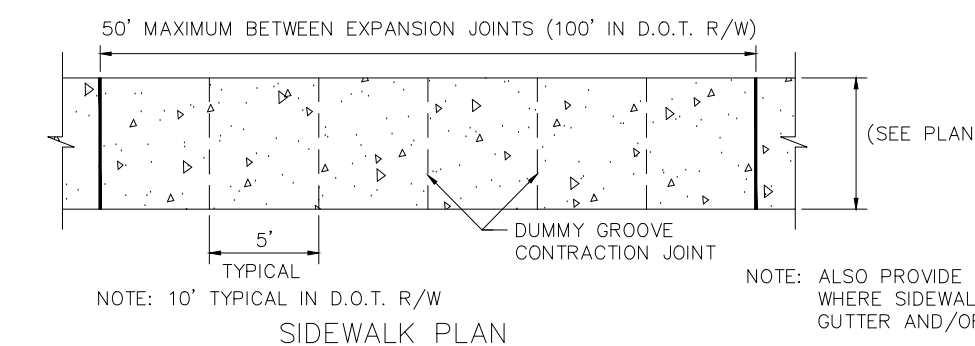 50' MAXIMUM BETWEEN EXPANSION JOINTS (100' IN D.O.T. R/W)
(SEE PLAN
5'
TYPICAL
DUMMY GROOVE
CONTRACTION JOINT
NOTE: 10' TYPICAL IN D.O.T. R/W
SIDEWALK PLAN
NOTE: ALSO PROVIDE
WHERE SIDEWAL
GUTTER AND/OR